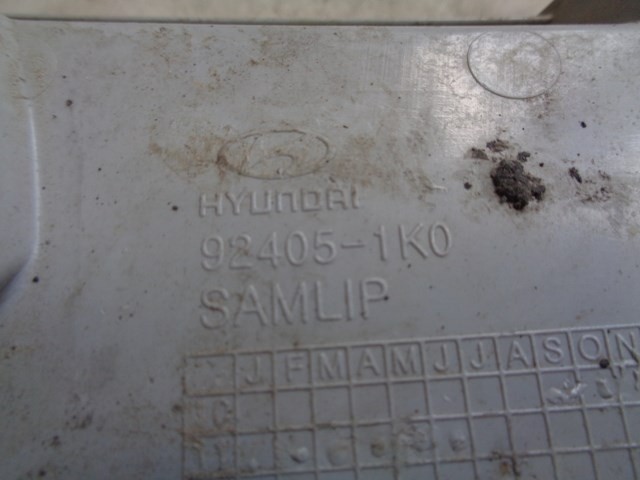 HYUNDAI
92405-1K0
SAMLIP
J F M A M J J A S O N